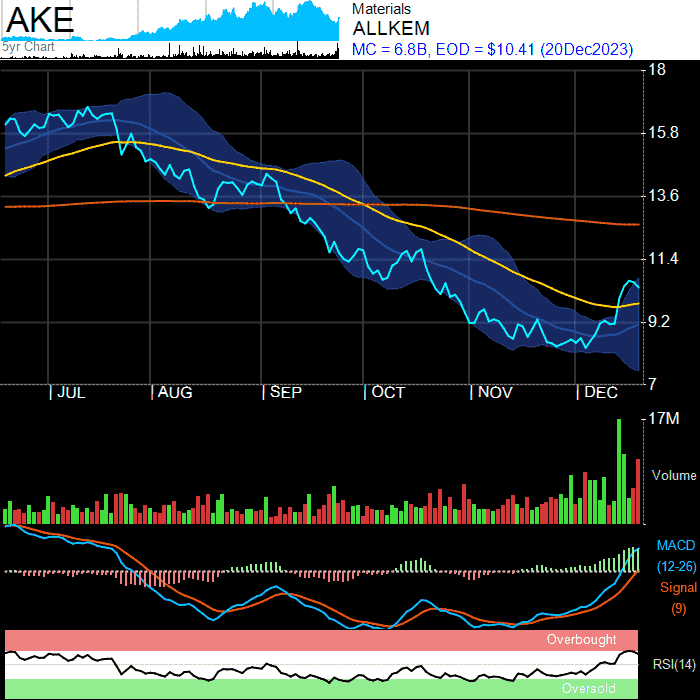 AKE
5yr Chart
Materials
ALLKEM
MC = 6.8B, EOD = $10.41 (20Dec2023)
18
15.8
13.6
11.4
9.2
7
| JUL | AUG | SEP | OCT | NOV | DEC
17M
Volume
MACD
(12-26)
Signal
(9)
Overbought
RSI(14)
Oversold